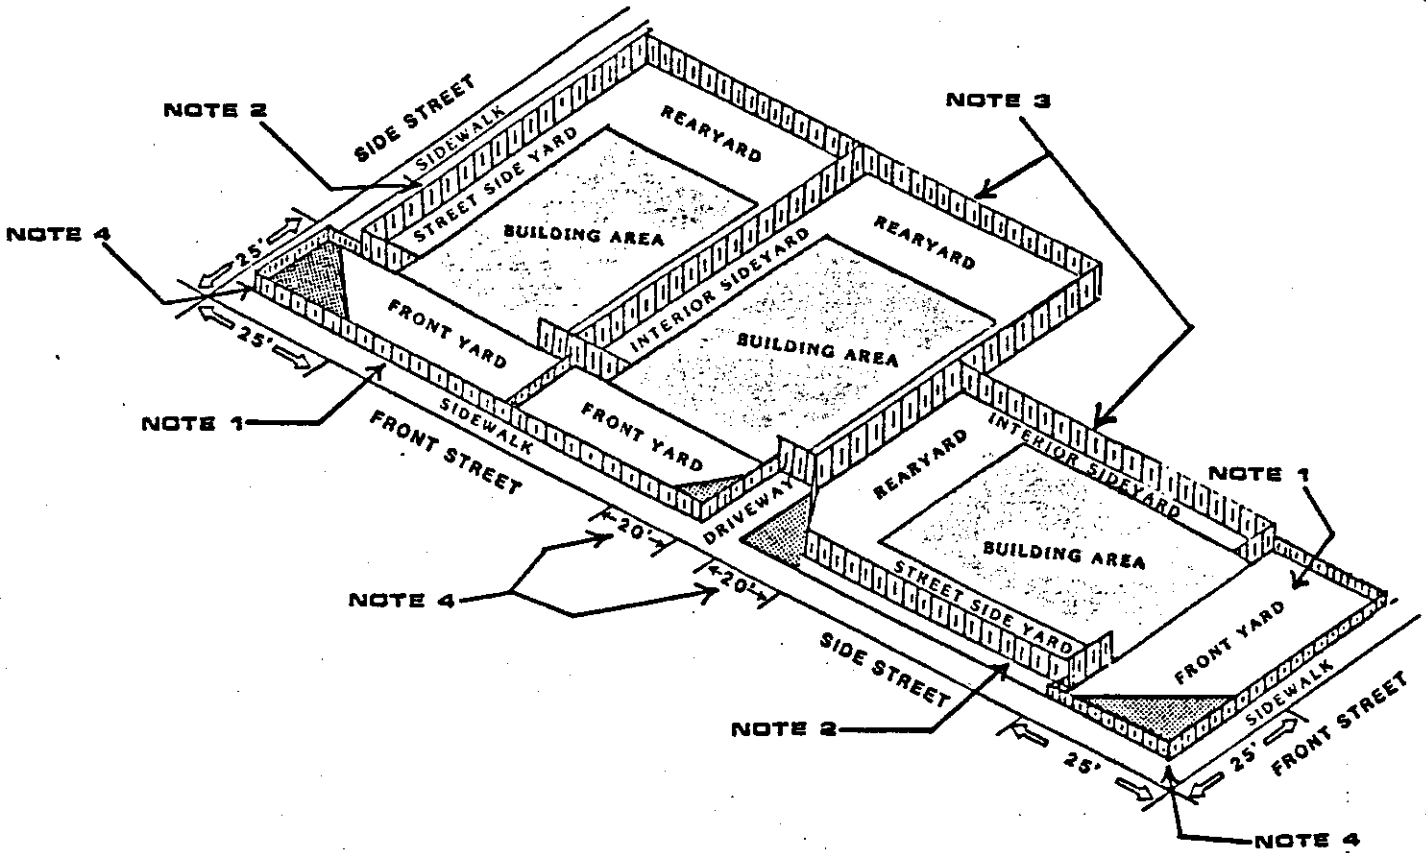 NOTE 2
SIDE STREET
SIDEWALK
STREET SIDE YARD
REARYARD
NOTE 3
NOTE 4
25'
25'
BUILDING AREA
FRONT YARD
INTERIOR SIDEYARD
REARYARD
BUILDING AREA
NOTE 1
SIDEWALK
FRONT STREET
FRONT YARD
DRIVEWAY
REARYARD
INTERIOR SIDEYARD
NOTE 1
20'
20'
NOTE 4
BUILDING AREA
STREET SIDE YARD
FRONT YARD
SIDE STREET
NOTE 2
SIDEWALK
FRONT STREET
25'
25'
NOTE 4